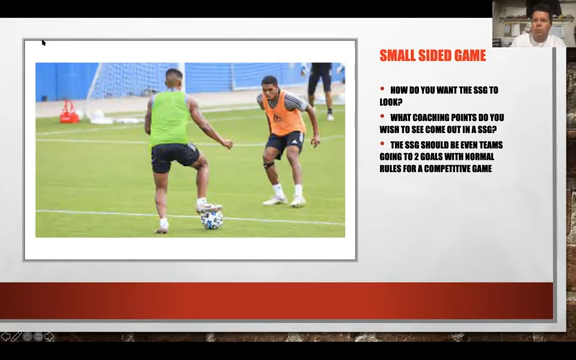 SMALL SIDED GAME
• HOW DO YOU WANT THE SSG TO
LOOK?
• WHAT COACHING POINTS DO YOU
WISH TO SEE COME OUT IN A SSG?
• THE SSG SHOULD BE EVEN TEAMS
GOING TO 2 GOALS WITH NORMAL
RULES FOR A COMPETITIVE GAME